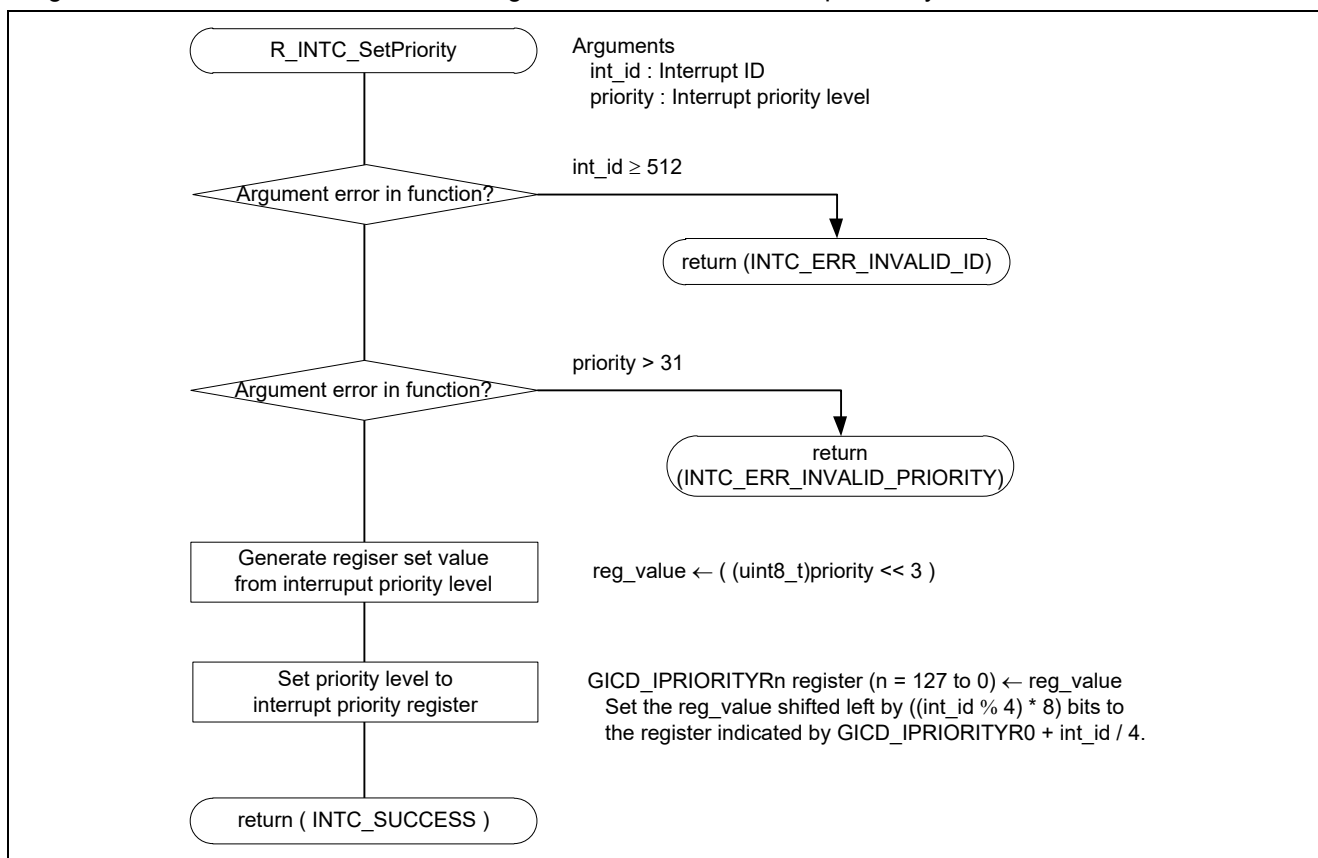 R_INTC_SetPriority
Arguments
int_id : Interrupt ID
priority : Interrupt priority level
int_id ≥ 512
Argument error in function?
return (INTC_ERR_INVALID_ID)
priority > 31
Argument error in function?
return
(INTC_ERR_INVALID_PRIORITY)
Generate regiser set value
from interruput priority level
reg_value ← ( (uint8_t)priority << 3 )
Set priority level to
interrupt priority register
GICD_IPRIORITYRn register (n = 127 to 0) ← reg_value
Set the reg_value shifted left by ((int_id % 4) * 8) bits to
the register indicated by GICD_IPRIORITYR0 + int_id / 4.
return ( INTC_SUCCESS )